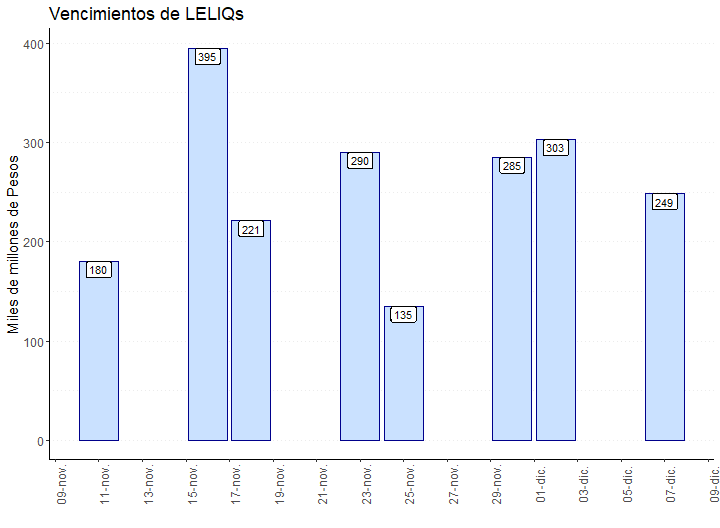 Vencimientos de LELIQs
Miles de millones de Pesos
400
300
200
100
0
180
395
221
290
135
285
303
249
09-nov.
11-nov.
13-nov.
15-nov.
17-nov.
19-nov.
21-nov.
23-nov.
25-nov.
27-nov.
29-nov.
01-dic.
03-dic.
05-dic.
07-dic.
09-dic.